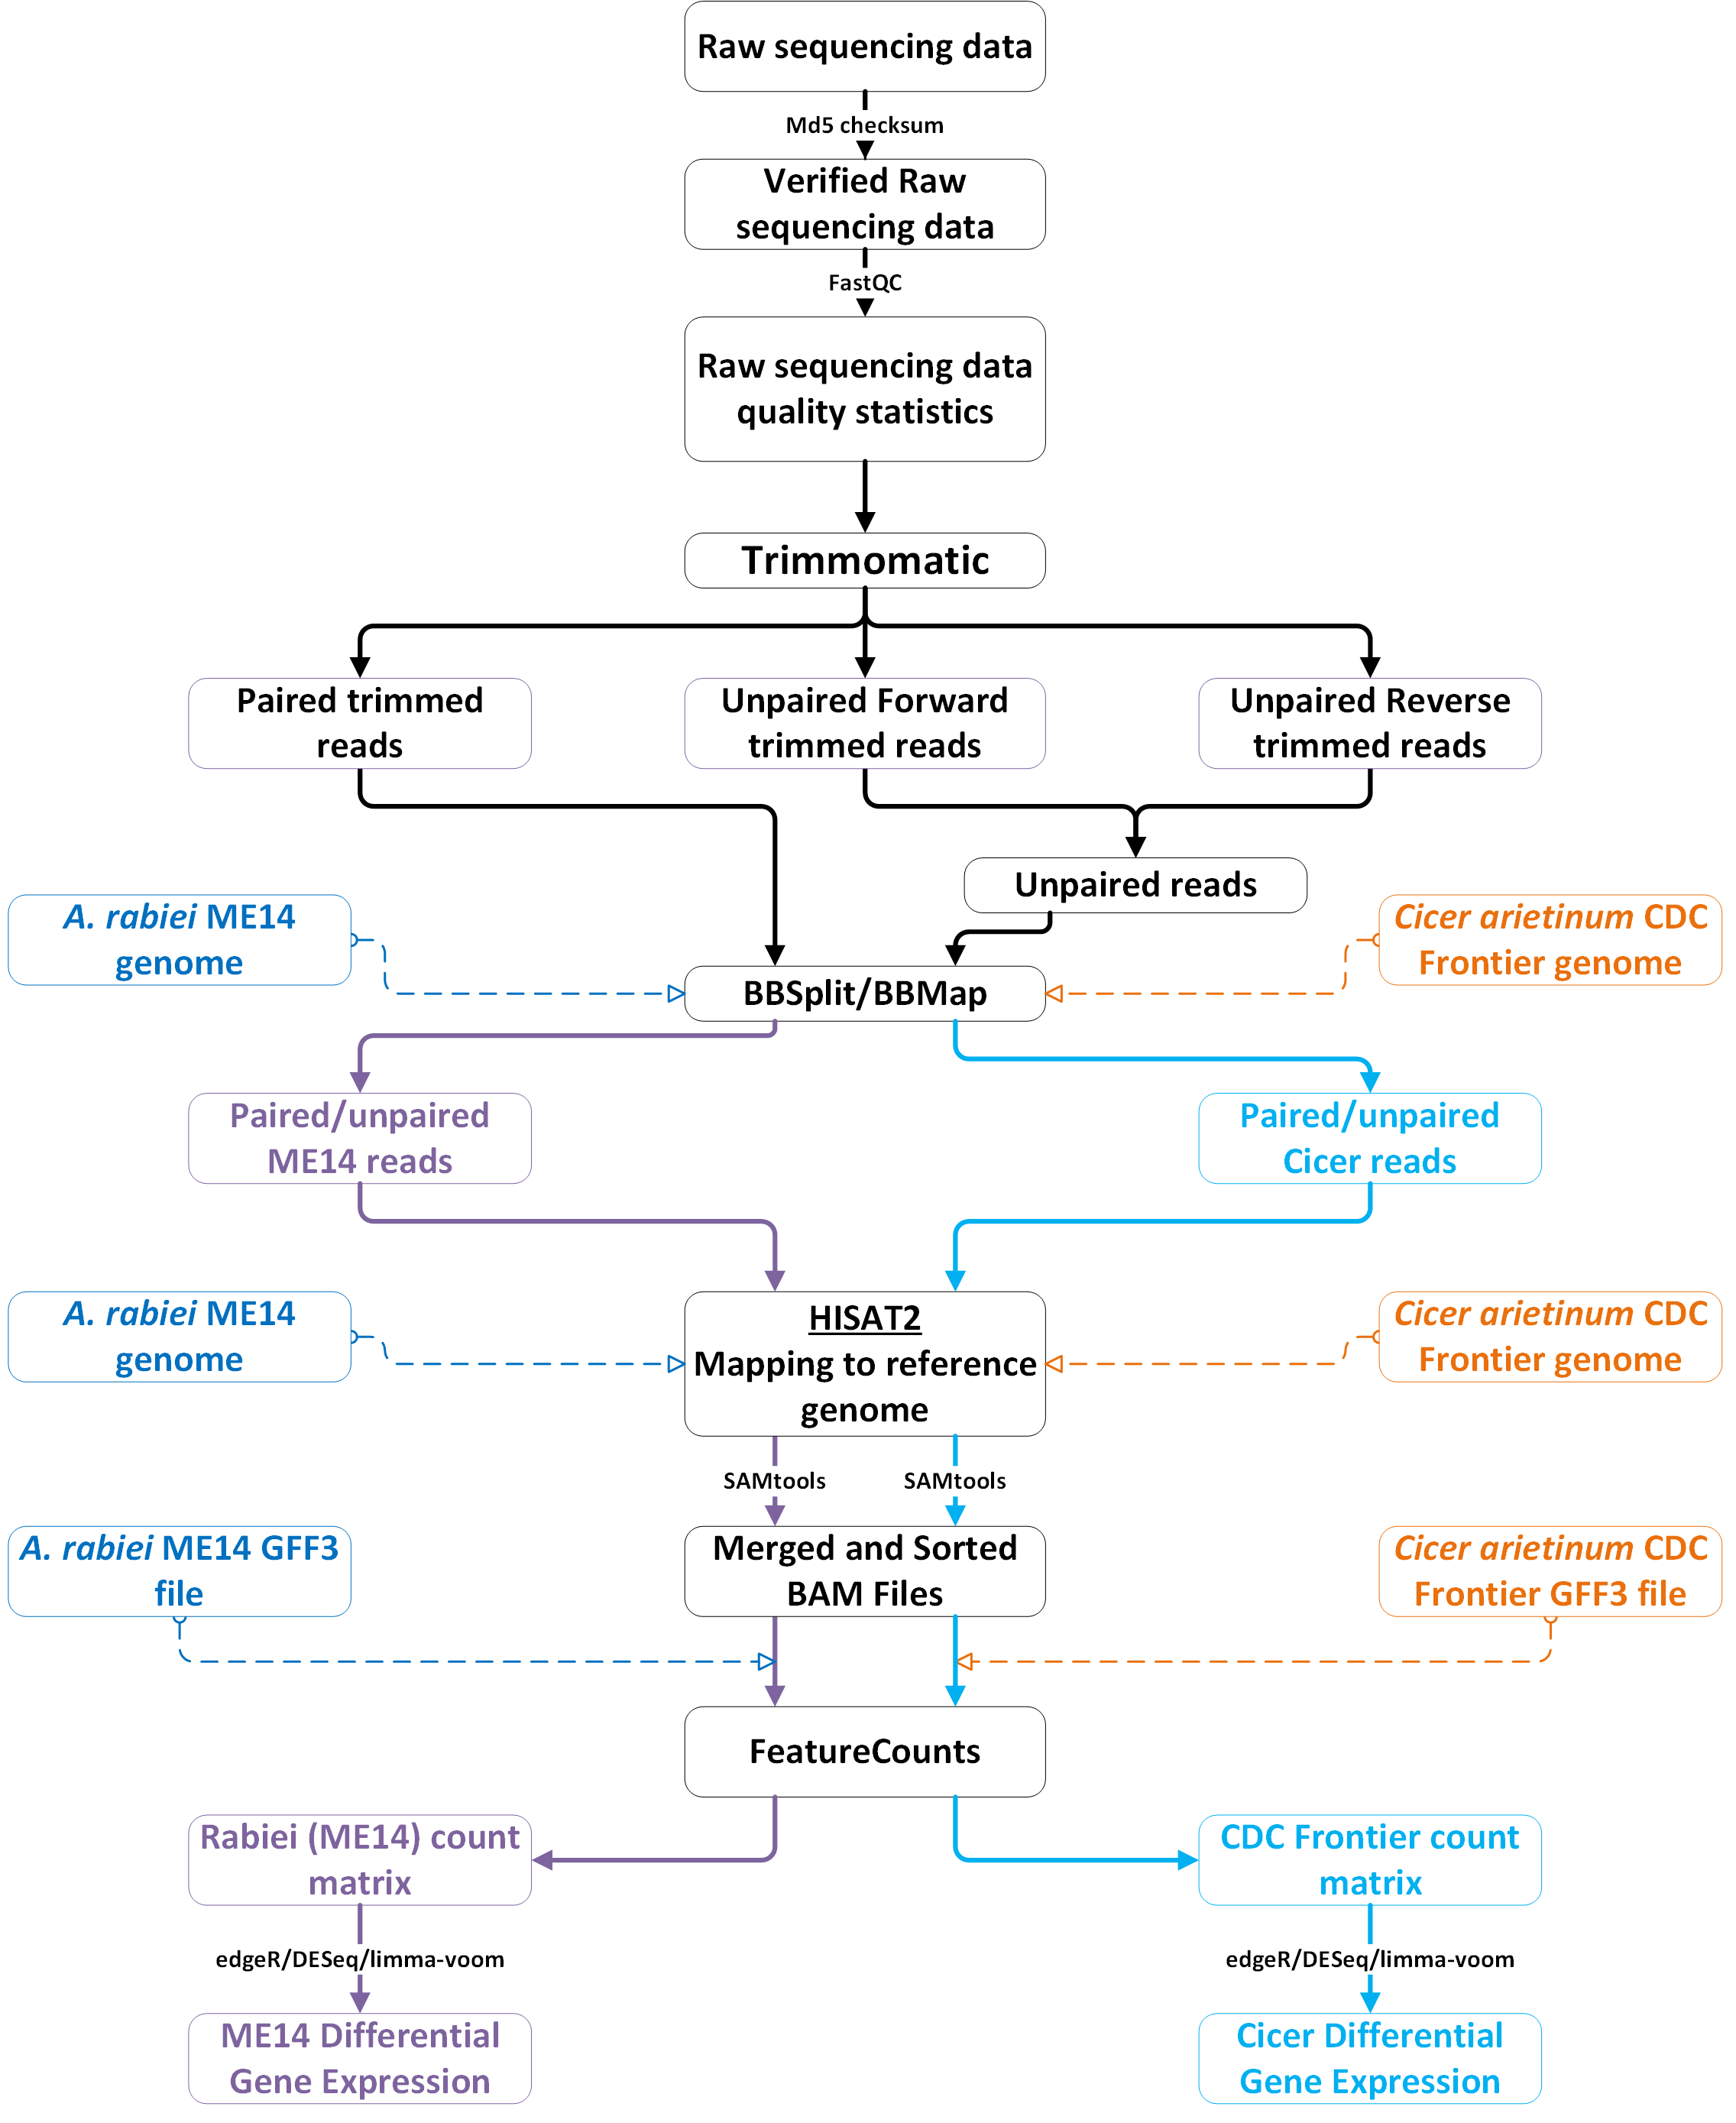 Raw sequencing data
Md5 checksum
Verified Raw
sequencing data
FastQC
Raw sequencing data
quality statistics
Trimmomatic
Paired trimmed
reads
Unpaired Forward
trimmed reads
Unpaired Reverse
trimmed reads
Unpaired reads
A. rabiei ME14
genome
Cicer arietinum CDC
Frontier genome
BBSplit/BBMap
Paired/unpaired
ME14 reads
Paired/unpaired
Cicer reads
A. rabiei ME14
genome
HISAT2
Mapping to reference
genome
Cicer arietinum CDC
Frontier genome
SAMtools
SAMtools
A. rabiei ME14 GFF3
file
Merged and Sorted
BAM Files
Cicer arietinum CDC
Frontier GFF3 file
FeatureCounts
Rabiei (ME14) count
matrix
CDC Frontier count
matrix
edgeR/DESeq/limma-voom
edgeR/DESeq/limma-voom
ME14 Differential
Gene Expression
Cicer Differential
Gene Expression